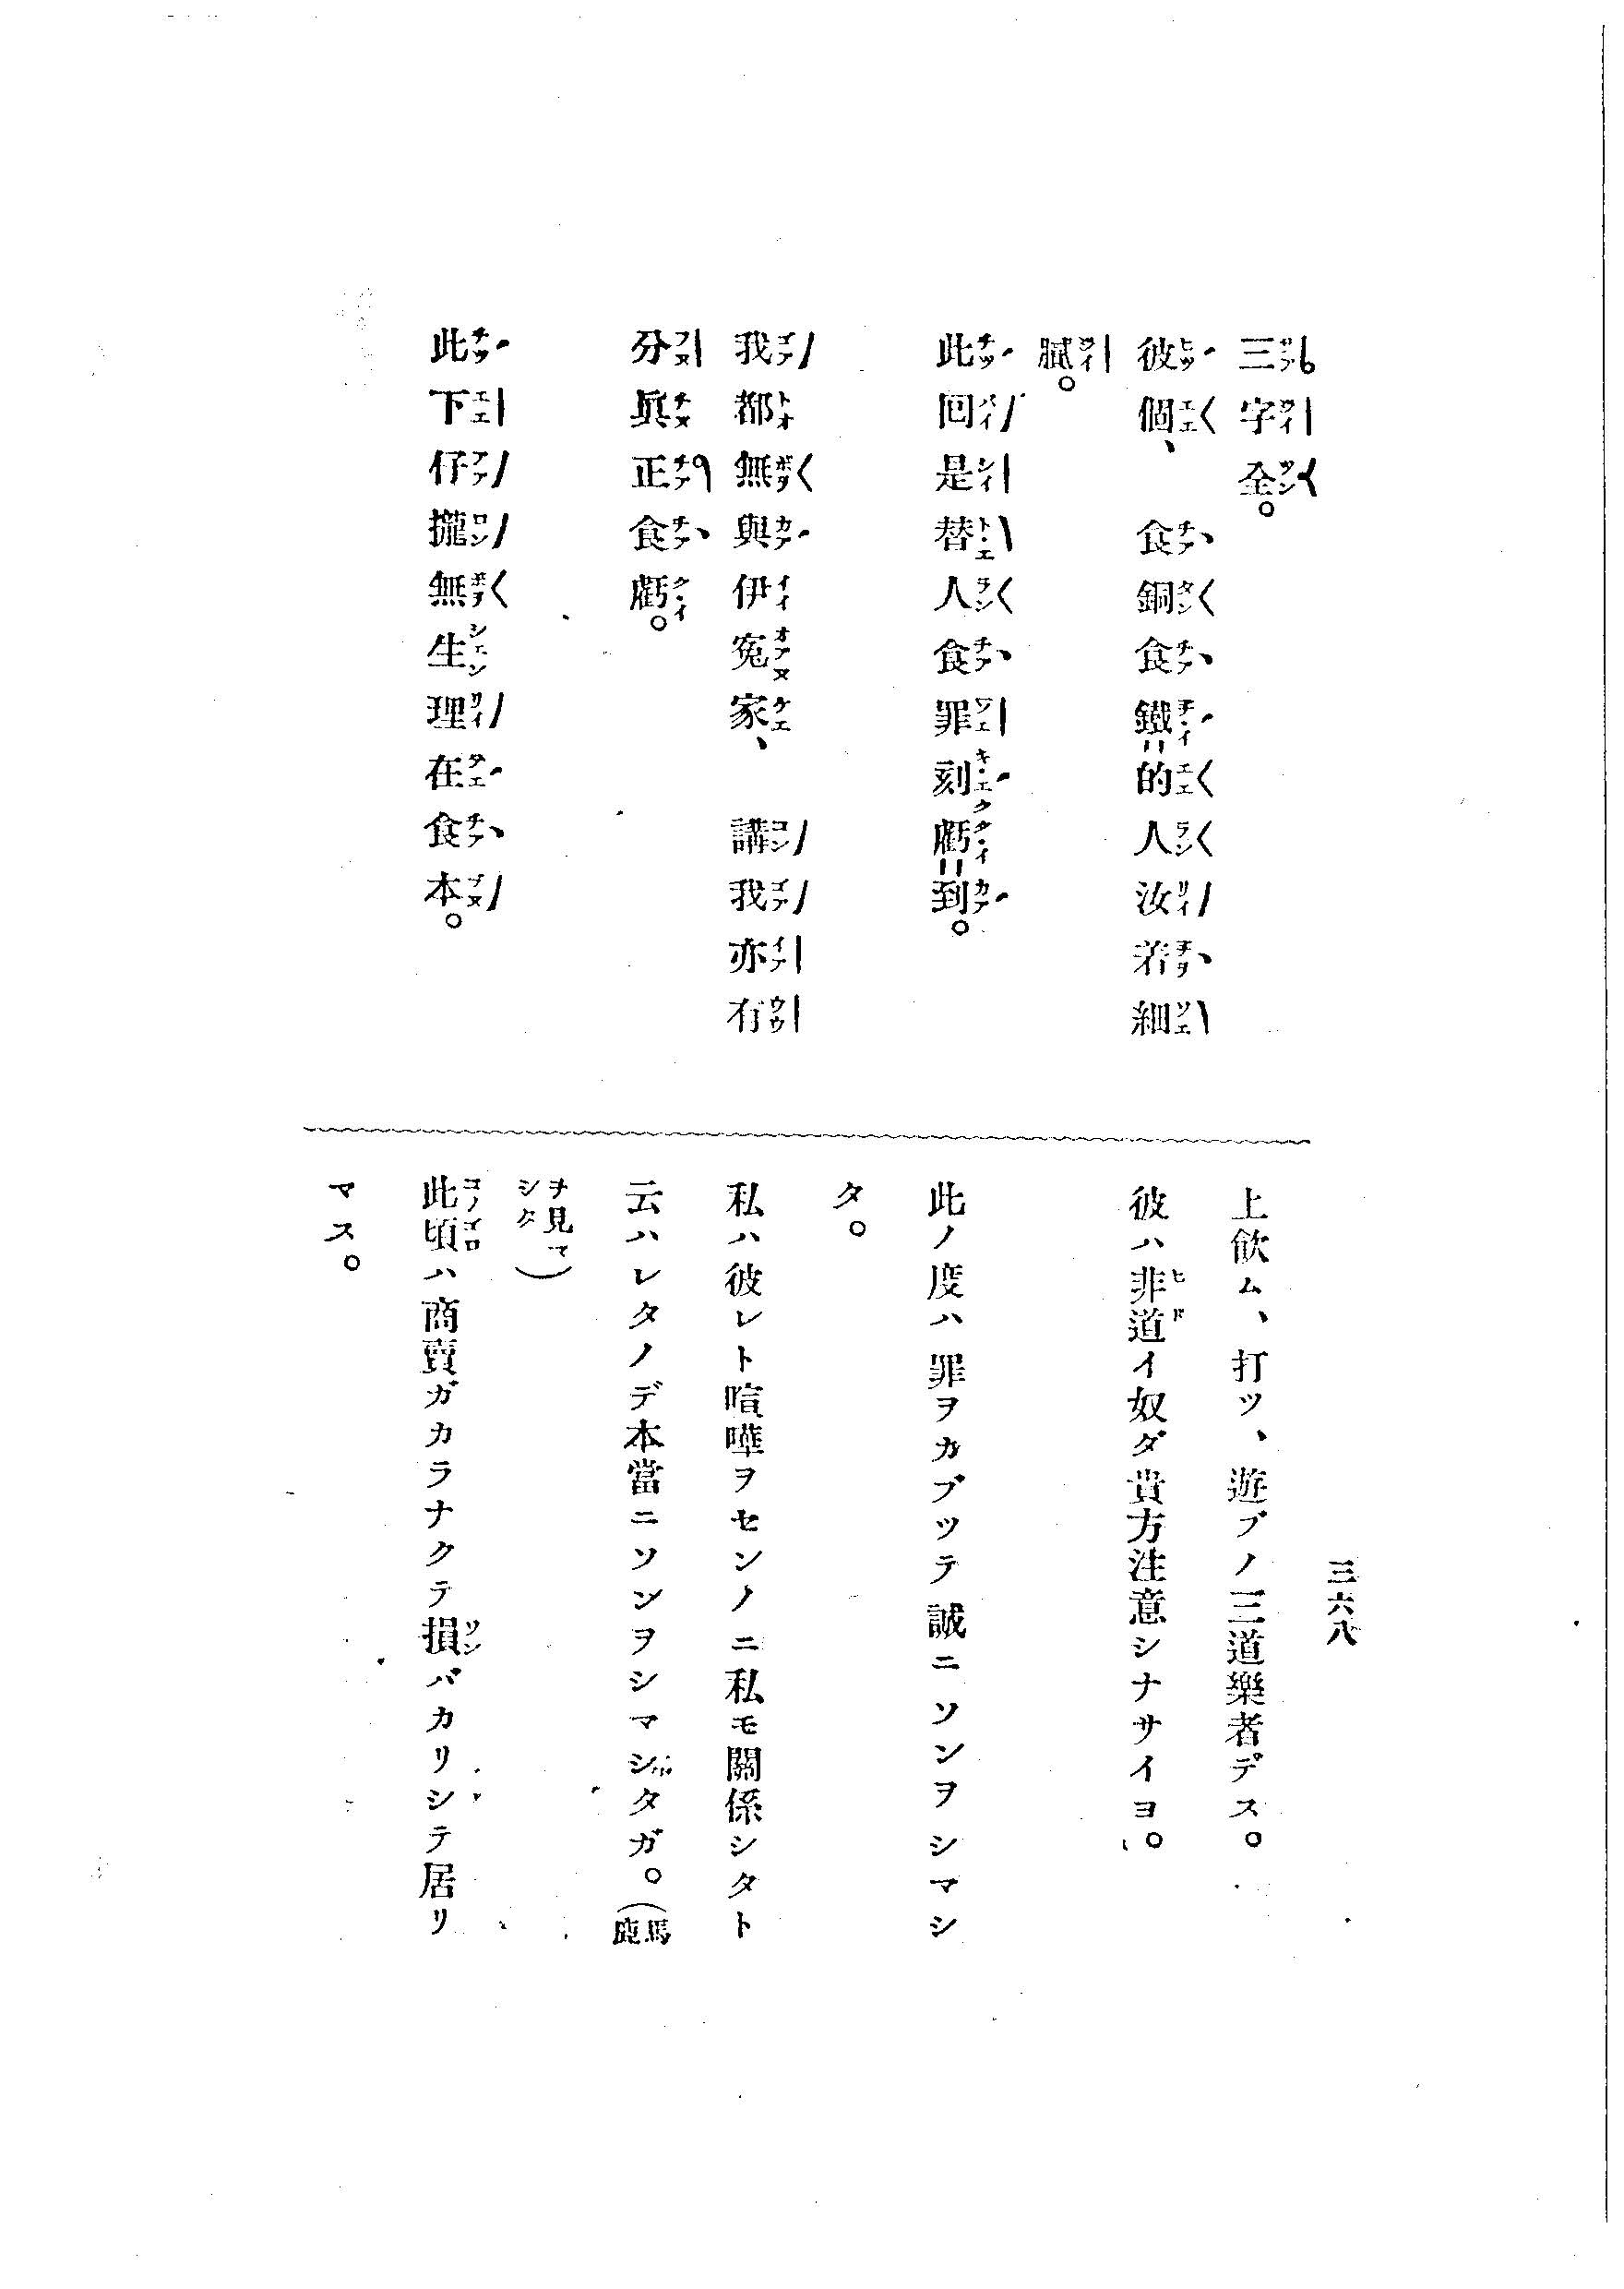 三六八
三字全。
彼個、食銅食鐵＝的人汝着細
膩。
此回是替人食罪刻虧＝到。
我都無與伊寃家、講我亦有
分眞正食虧。
此下仔攏無生理在食本。
上飮ム、打ツ、遊ブノ三道樂者デス。
彼ハ非道イ奴ダ貴方注意シナサイヨ。
此ノ度ハ罪ヲカブツテ誠ニソンヲシマシ
タ。
私ハ彼レト喧嘩ヲセンノニ私モ關係シタト
云ハレタノデ本當ニソンヲシマシタガ。（馬鹿
ヲ見マシタ）
此頃ハ商賣ガカラナクテ損バカリシテ居リ
マス。